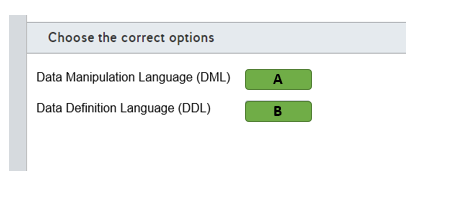 Choose the correct options
Data Manipulation Language (DML) A
Data Definition Language (DDL) B